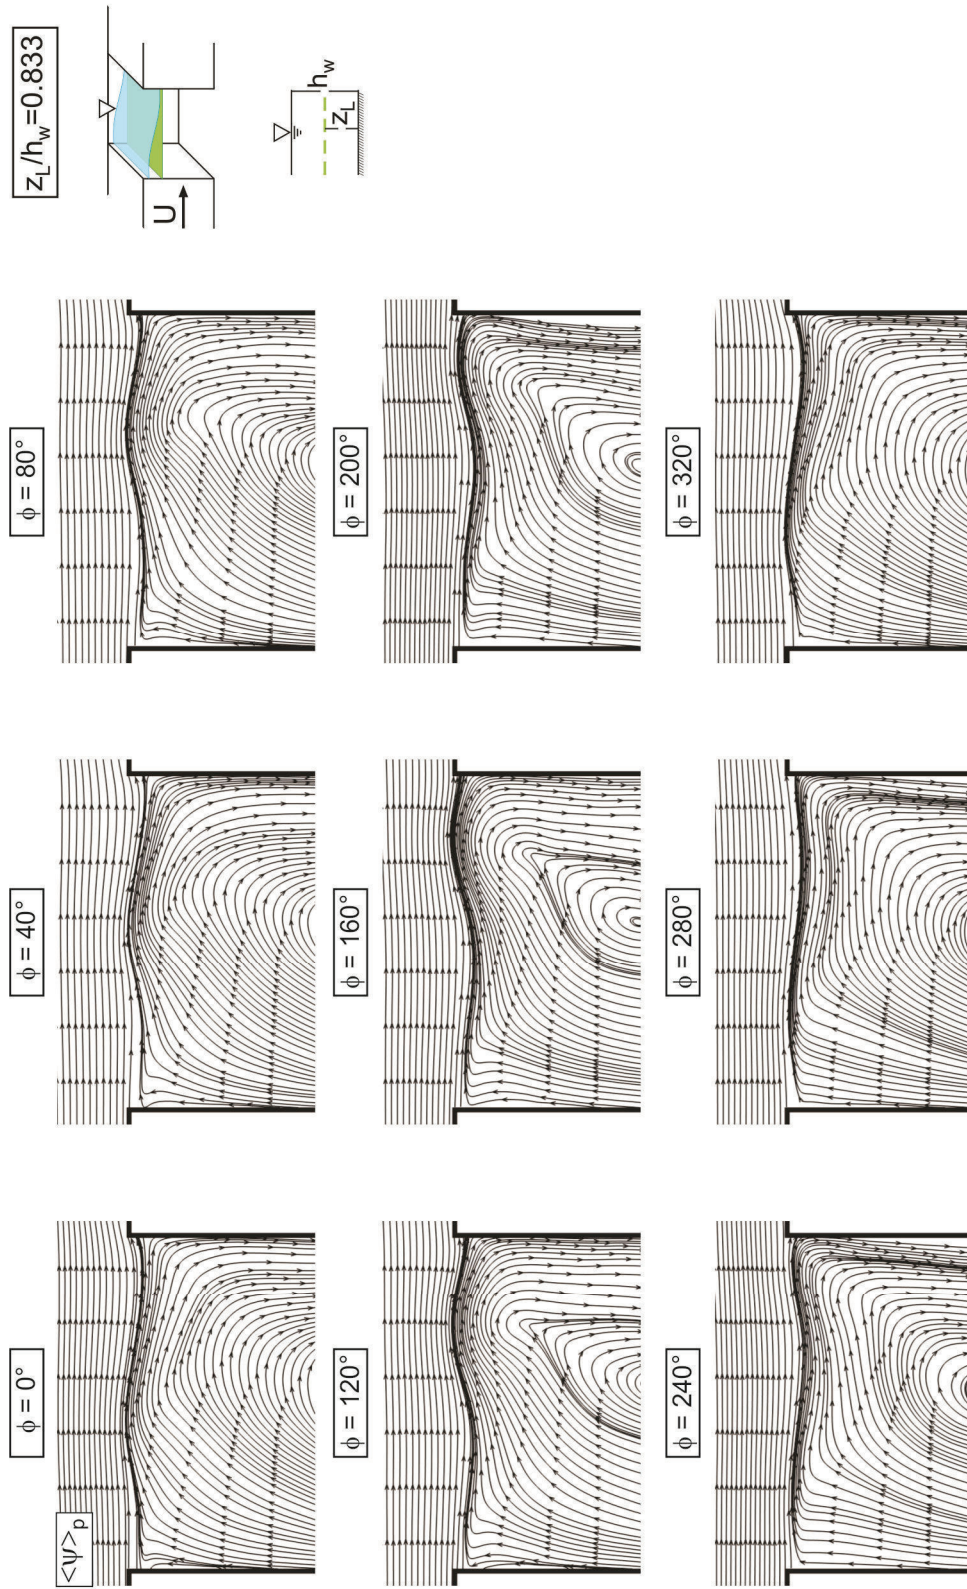 ϕ = 0°
ϕ = 40°
ϕ = 80°
z_L/h_w=0.833
<ψ>_p
U
h_w
z_L
ϕ = 120°
ϕ = 160°
ϕ = 200°
ϕ = 240°
ϕ = 280°
ϕ = 320°